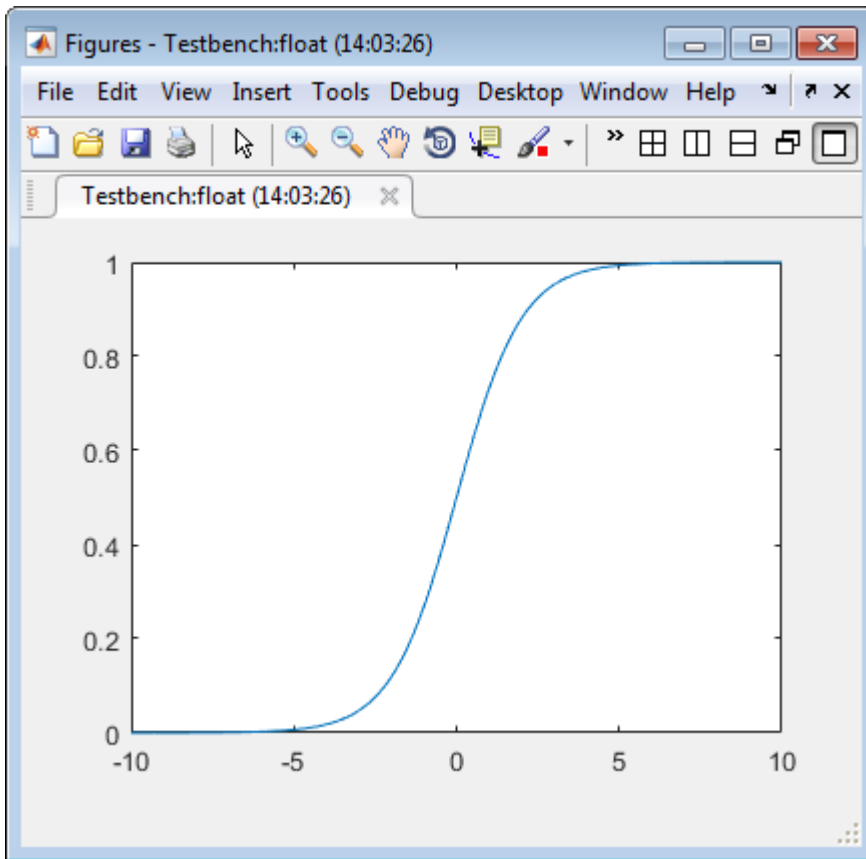 Figures - Testbench:float (14:03:26)
File Edit View Insert Tools Debug Desktop Window Help
Testbench:float (14:03:26)
1
0.8
0.6
0.4
0.2
0
-10 -5 0 5 10